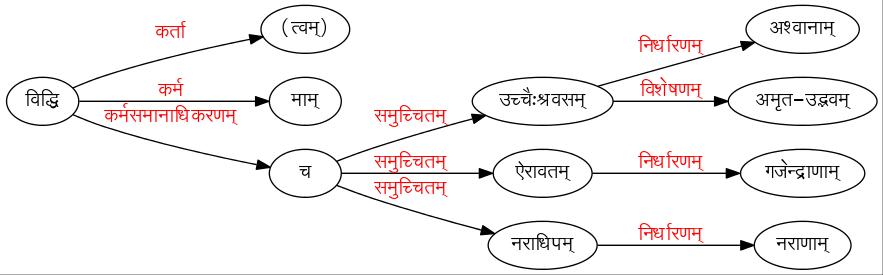 कर्ता
(त्वम्)
अश्वानाम्
निर्धारणम्
विद्धि
कर्म
माम्
उच्चैःश्रवसम्
विशेषणम्
अमृत-उद्भवम्
कर्मसमानाधिकरणम्
समुच्चितम्
च
समुच्चितम्
ऐरावतम्
निर्धारणम्
गजेन्द्राणाम्
समुच्चितम्
नराधिपम्
निर्धारणम्
नराणाम्